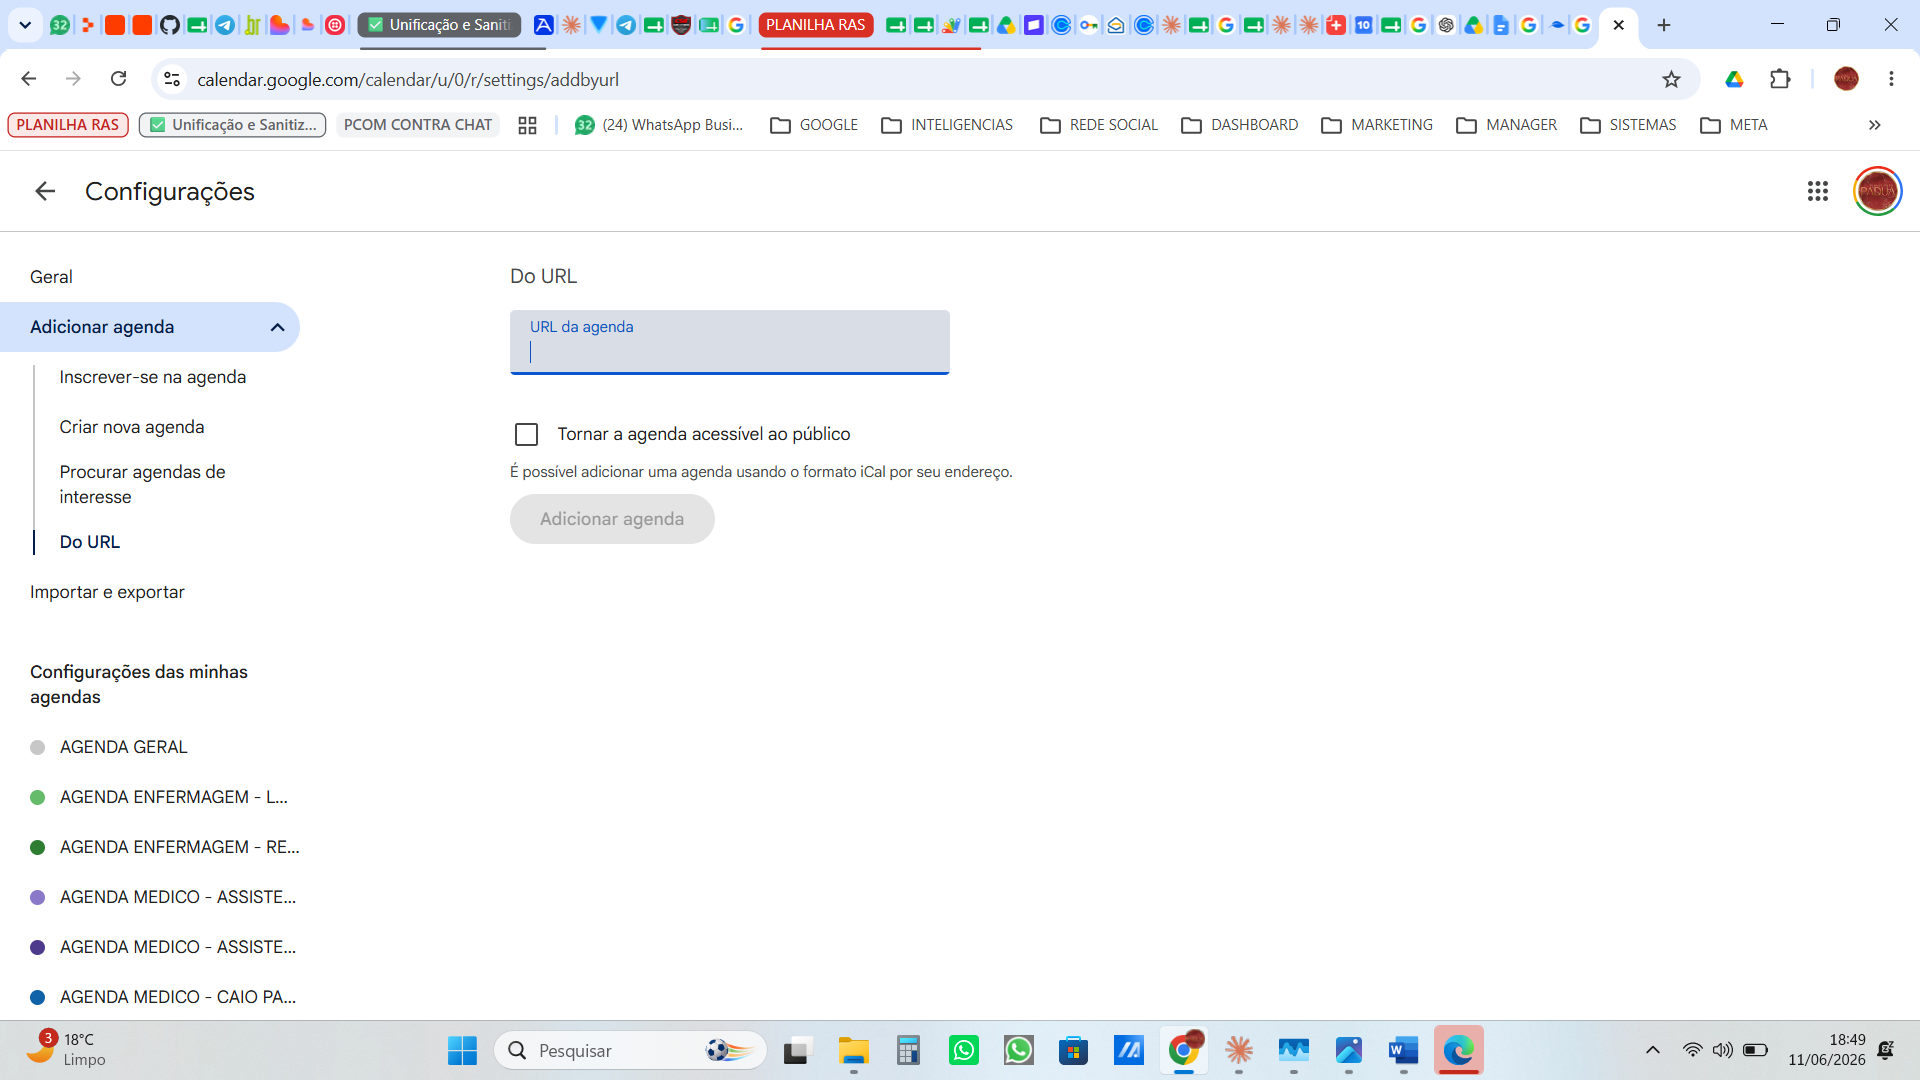 32
Unificação e Saniti
PLANILHA RAS
10
calendar.google.com/calendar/u/0/r/settings/addbyurl
PLANILHA RAS
Unificação e Sanitiz...
PCOM CONTRA CHAT
32 (24) WhatsApp Busi...
GOOGLE
INTELIGENCIAS
REDE SOCIAL
DASHBOARD
MARKETING
MANAGER
SISTEMAS
META
Configurações
Geral
Adicionar agenda
Inscrever-se na agenda
Criar nova agenda
Procurar agendas de
interesse
Do URL
Importar e exportar
Configurações das minhas
agendas
AGENDA GERAL
AGENDA ENFERMAGEM - L...
AGENDA ENFERMAGEM - RE...
AGENDA MEDICO - ASSISTE...
AGENDA MEDICO - ASSISTE...
AGENDA MEDICO - CAIO PA...
Do URL
URL da agenda
Tornar a agenda acessível ao público
É possível adicionar uma agenda usando o formato iCal por seu endereço.
Adicionar agenda
3
18°C
Limpo
Pesquisar
18:49
11/06/2026